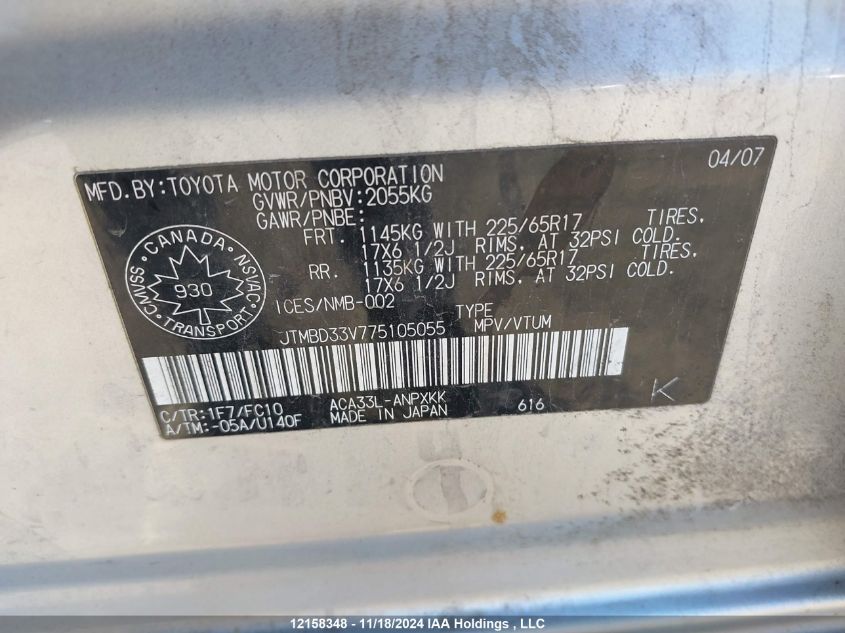 04/07
MFD.BY:TOYOTA MOTOR CORPORATION
GVWR/PNBV:2055KG
GAWR/PNBE:
FRT. 1145KG WITH 225/65R17 TIRES,
17X6 1/2J RIMS, AT 32PSI COLD.
RR. 1135KG WITH 225/65R17 TIRES,
17X6 1/2J RIMS, AT 32PSI COLD.
CANADA
CMVSS 930 NSVAC
TRANSPORT
ICES/NMB-002
TYPE
JTMBD33V775105055 MPV/VTUM
C/TR:1F7/FC10 ACA33L-ANPXKK
A/TM:-05A/U140F MADE IN JAPAN 616
K
12158348 - 11/18/2024 IAA Holdings , LLC